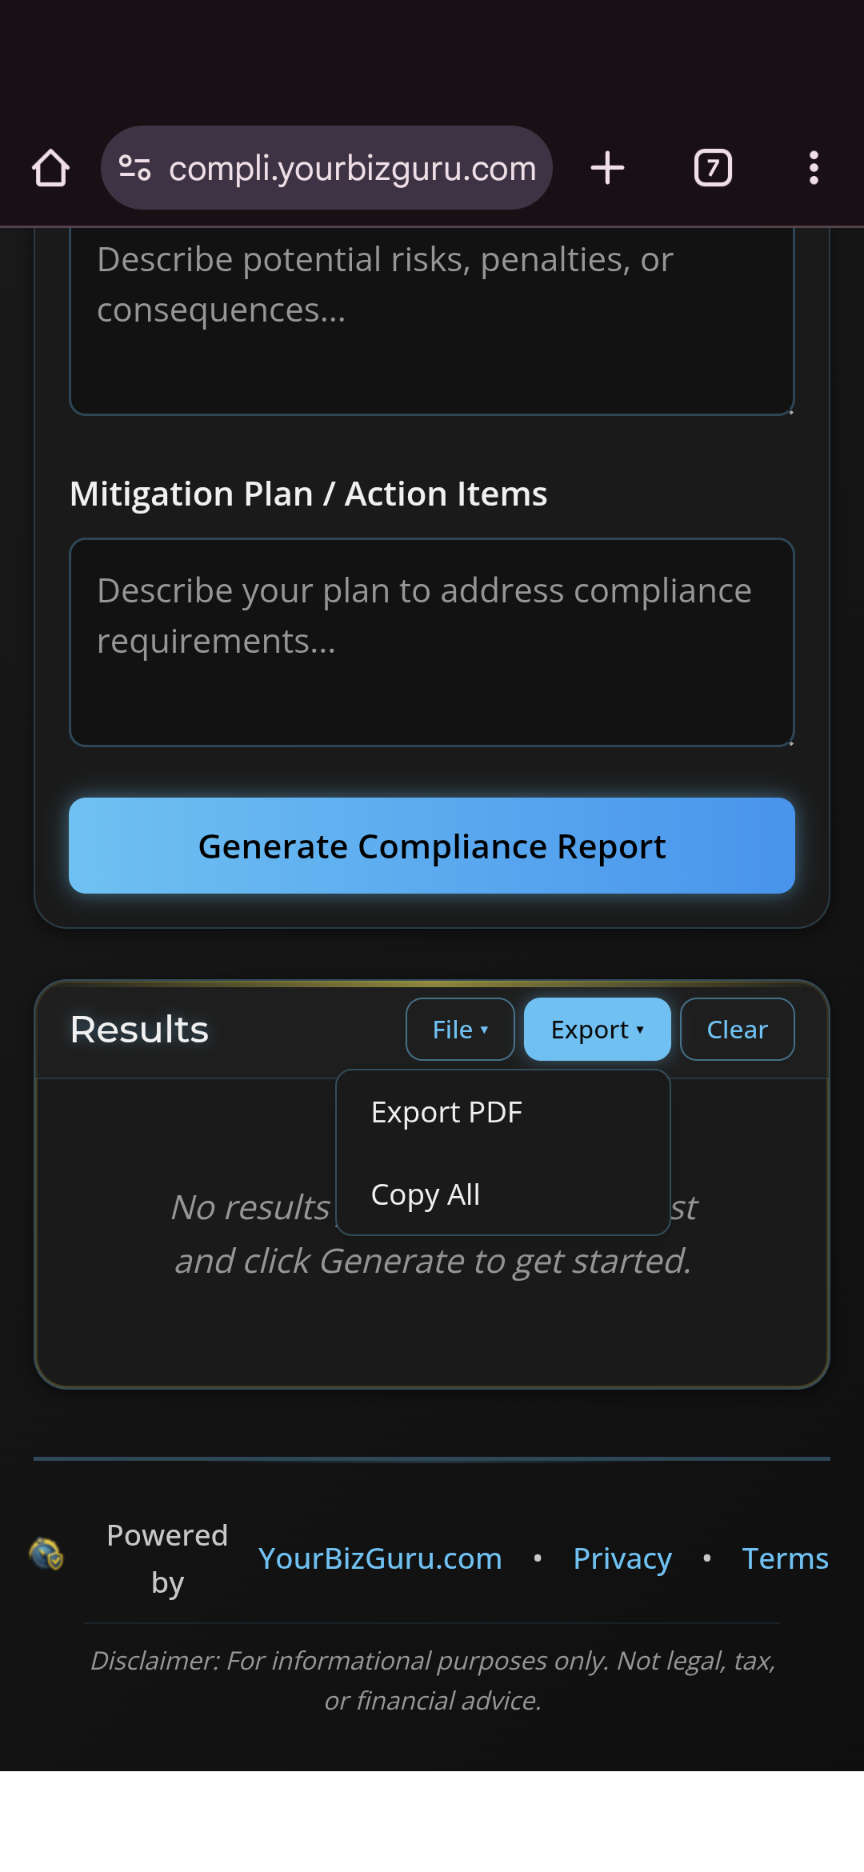 compli.yourbizguru.com
7
Describe potential risks, penalties, or
consequences...
Mitigation Plan / Action Items
Describe your plan to address compliance
requirements...
Generate Compliance Report
Results
File ▾
Export ▾
Clear
Export PDF
Copy All
No results
st
and click Generate to get started.
Powered
by
YourBizGuru.com • Privacy • Terms
Disclaimer: For informational purposes only. Not legal, tax,
or financial advice.